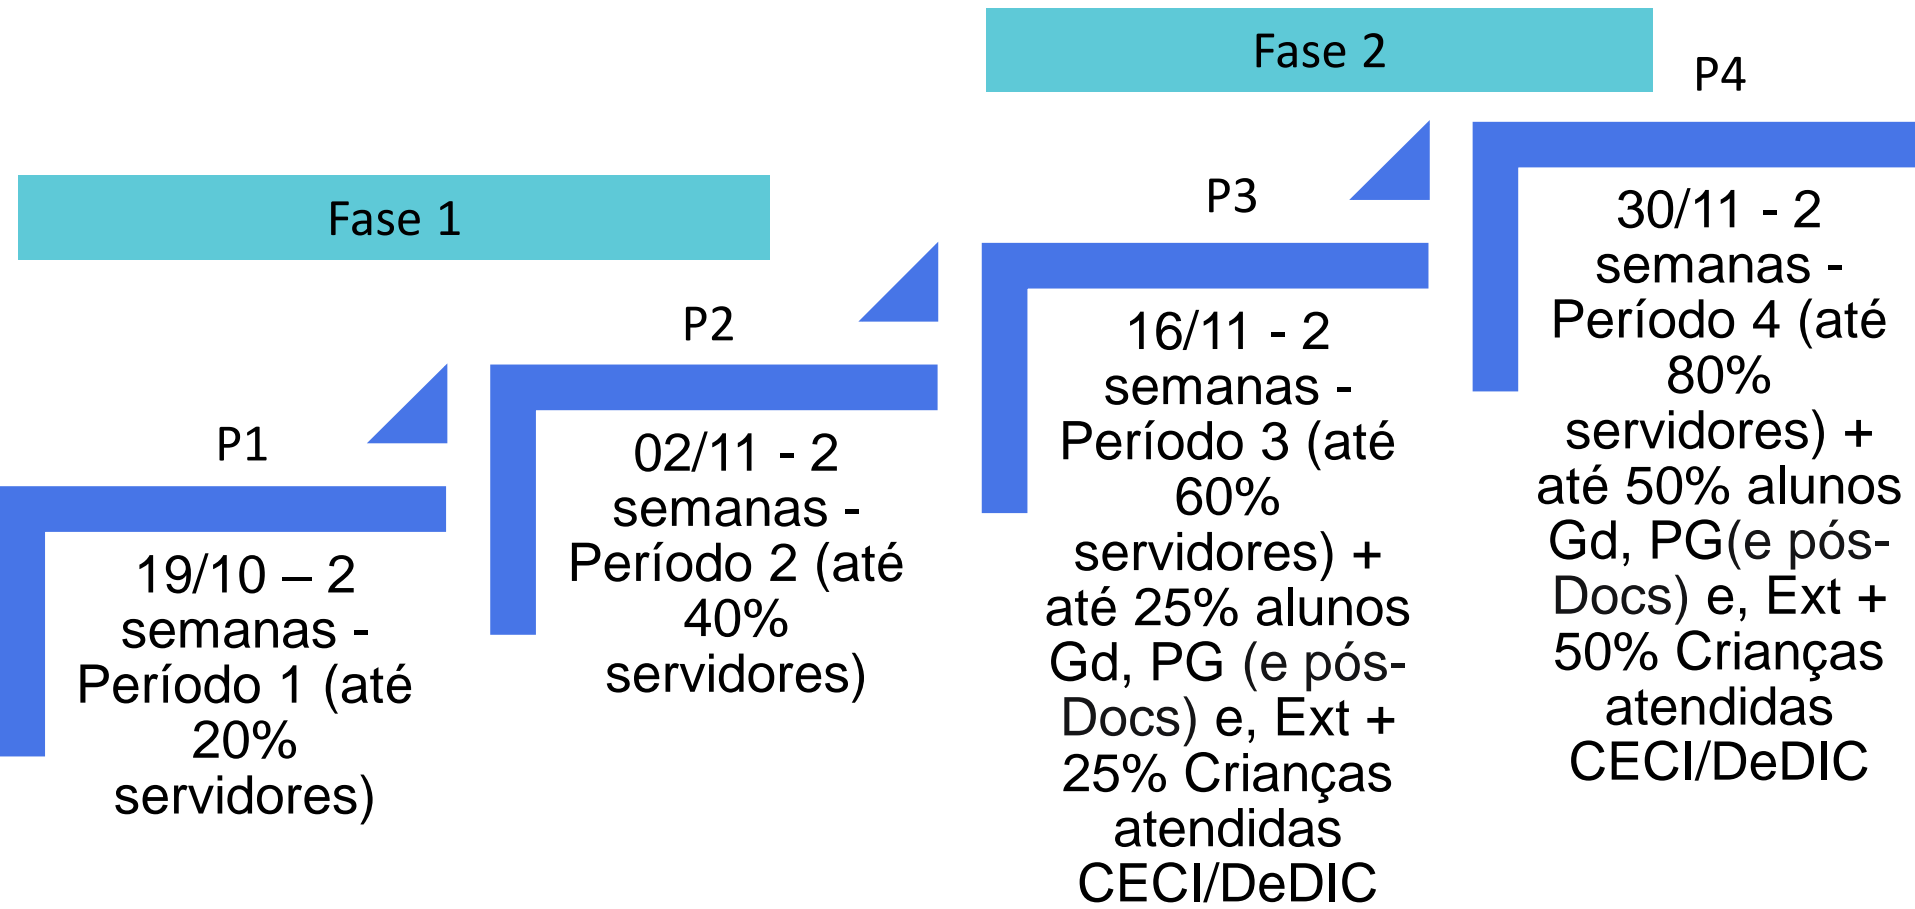 Fase 1
P1
19/10 – 2
semanas -
Período 1 (até
20%
servidores)
P2
02/11 - 2
semanas -
Período 2 (até
40%
servidores)
Fase 2
P3
16/11 - 2
semanas -
Período 3 (até
60%
servidores) +
até 25% alunos
Gd, PG (e pós-
Docs) e, Ext +
25% Crianças
atendidas
CECI/DeDIC
P4
30/11 - 2
semanas -
Período 4 (até
80%
servidores) +
até 50% alunos
Gd, PG(e pós-
Docs) e, Ext +
50% Crianças
atendidas
CECI/DeDIC